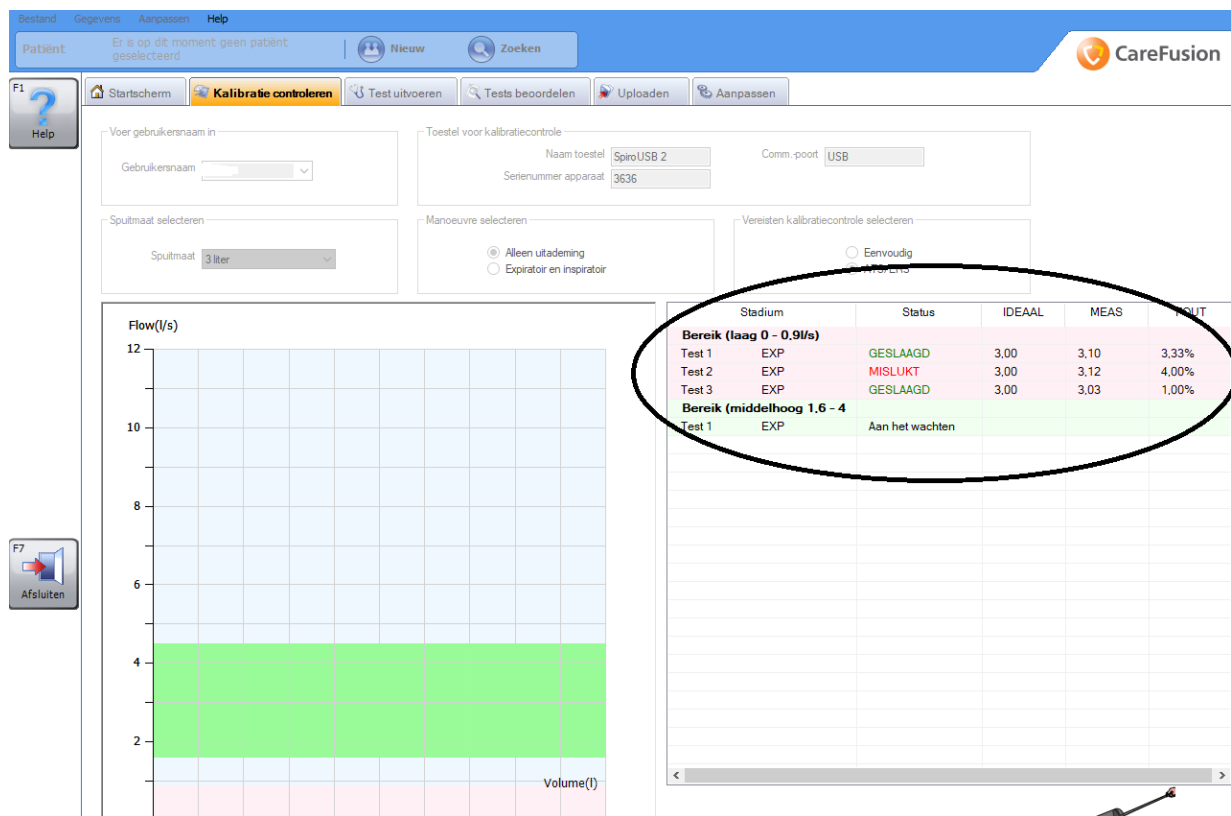 Bestand Gegevens Aanpassen Help
Patiënt
Er is op dit moment geen patiënt
geselecteerd
Nieuw
Zoeken
CareFusion
F1
Help
Startscherm
Kalibratie controleren
Test uitvoeren
Tests beoordelen
Uploaden
Aanpassen
Voer gebruikersnaam in
Gebruikersnaam
Toestel voor kalibratiecontrole
Naam toestel SpiroUSB 2 Comm.-poort USB
Serienummer apparaat 3636
Spuitmaat selecteren
Spuitmaat 3 liter
Manoeuvre selecteren
Alleen uitademing
Expiratoir en inspiratoir
Vereisten kalibratiecontrole selecteren
Eenvoudig
Flow(l/s)
12
10
8
6
4
2
Volume(l)
Stadium Status IDEAAL MEAS
Bereik (laag 0 - 0,9l/s)
Test 1 EXP GESLAAGD 3,00 3,10 3,33%
Test 2 EXP MISLUKT 3,00 3,12 4,00%
Test 3 EXP GESLAAGD 3,00 3,03 1,00%
Bereik (middelhoog 1,6 - 4
Test 1 EXP Aan het wachten
F7
Afsluiten